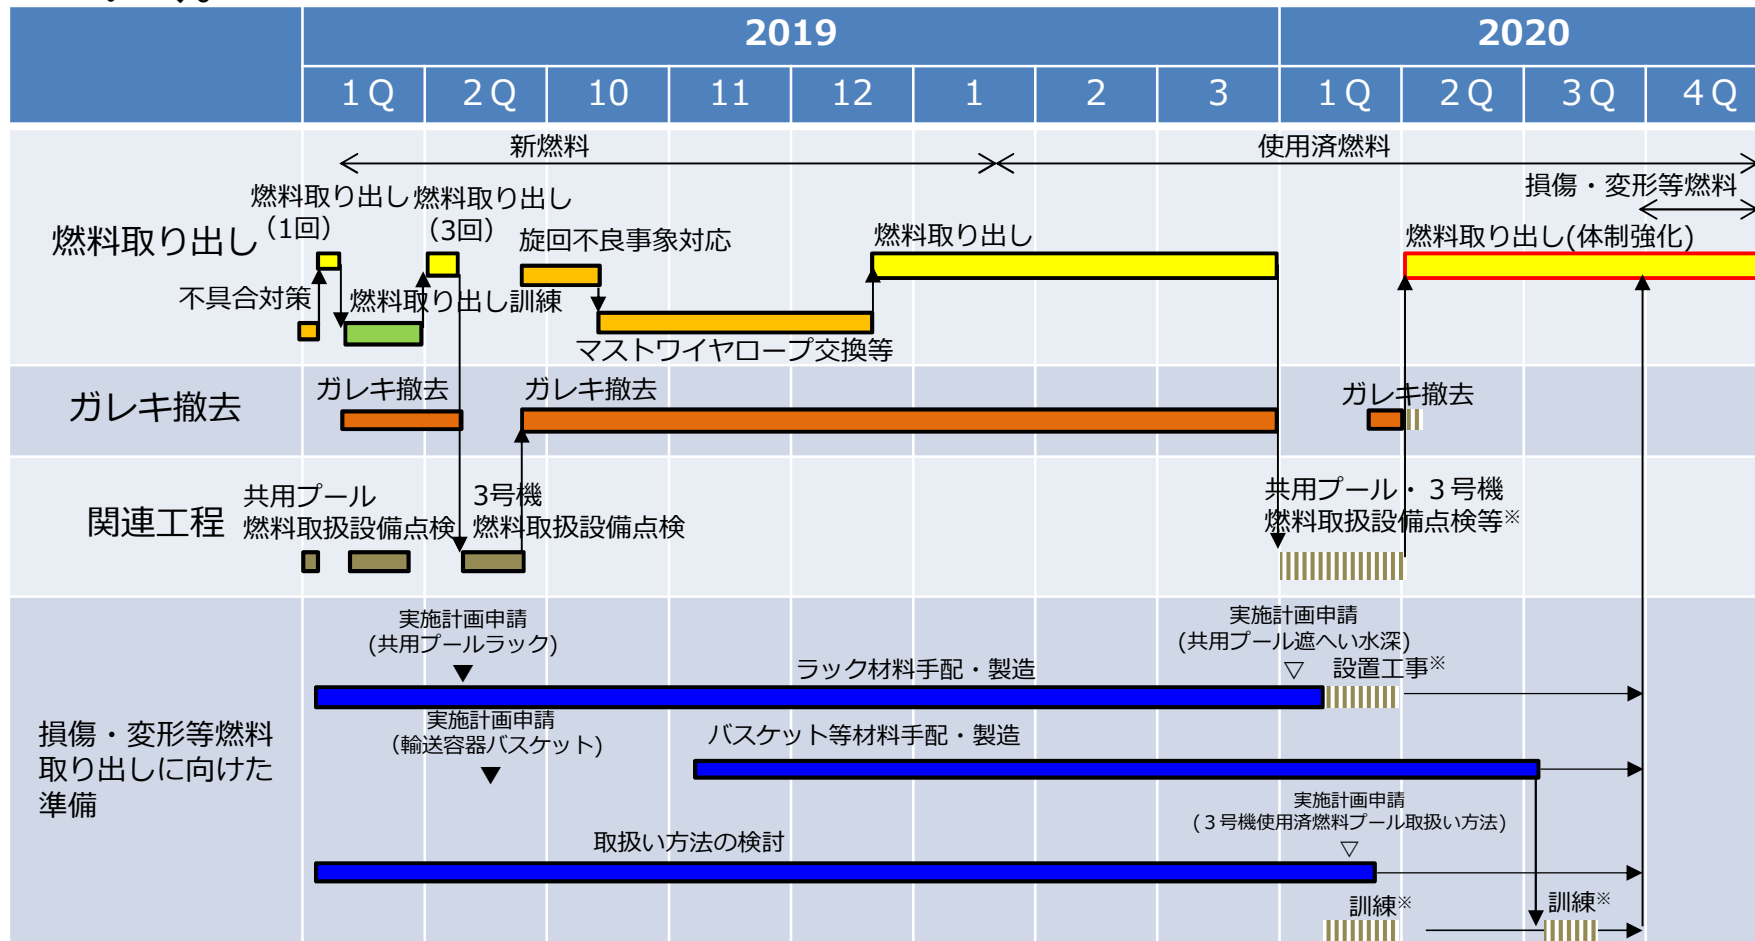 2019
2020
1Q
2Q
10
11
12
1
2
3
1Q
2Q
3Q
4Q
新燃料
使用済燃料
損傷・変形等燃料
燃料取り出し
燃料取り出し
(1回)
燃料取り出し
(3回)
旋回不良事象対応
燃料取り出し
燃料取り出し(体制強化)
不具合対策
燃料取り出し訓練
マストワイヤロープ交換等
ガレキ撤去
ガレキ撤去
ガレキ撤去
ガレキ撤去
関連工程
共用プール
燃料取扱設備点検
3号機
燃料取扱設備点検
共用プール・3号機
燃料取扱設備点検等※
損傷・変形等燃料
取り出しに向けた
準備
実施計画申請
(共用プールラック)
▼
ラック材料手配・製造
実施計画申請
(共用プール遮へい水深)
▽
設置工事※
実施計画申請
(輸送容器バスケット)
▼
バスケット等材料手配・製造
実施計画申請
(3号機使用済燃料プール取扱い方法)
▽
取扱い方法の検討
訓練※
訓練※